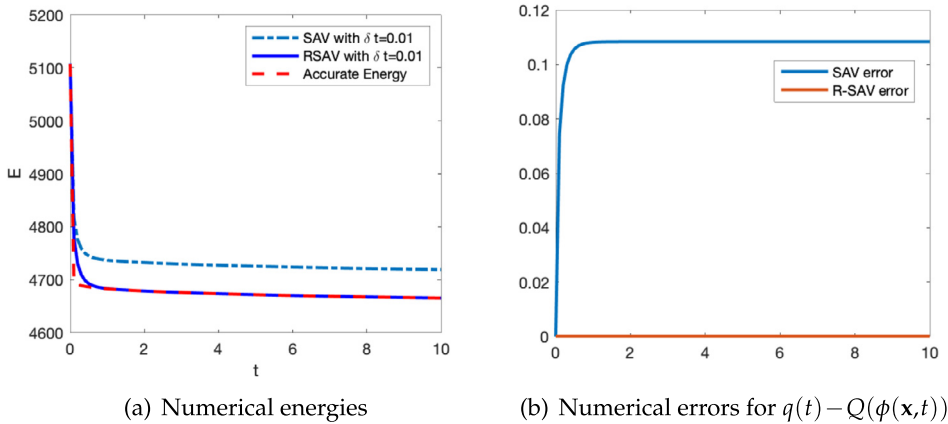 5200
5100
5000
4900
4800
4700
4600
E
0
2
4
6
8
10
t
SAV with δ t=0.01
RSAV with δ t=0.01
Accurate Energy
(a) Numerical energies
0.12
0.1
0.08
0.06
0.04
0.02
0
0
2
4
6
8
10
SAV error
R-SAV error
(b) Numerical errors for q(t)−Q(ϕ(x,t))